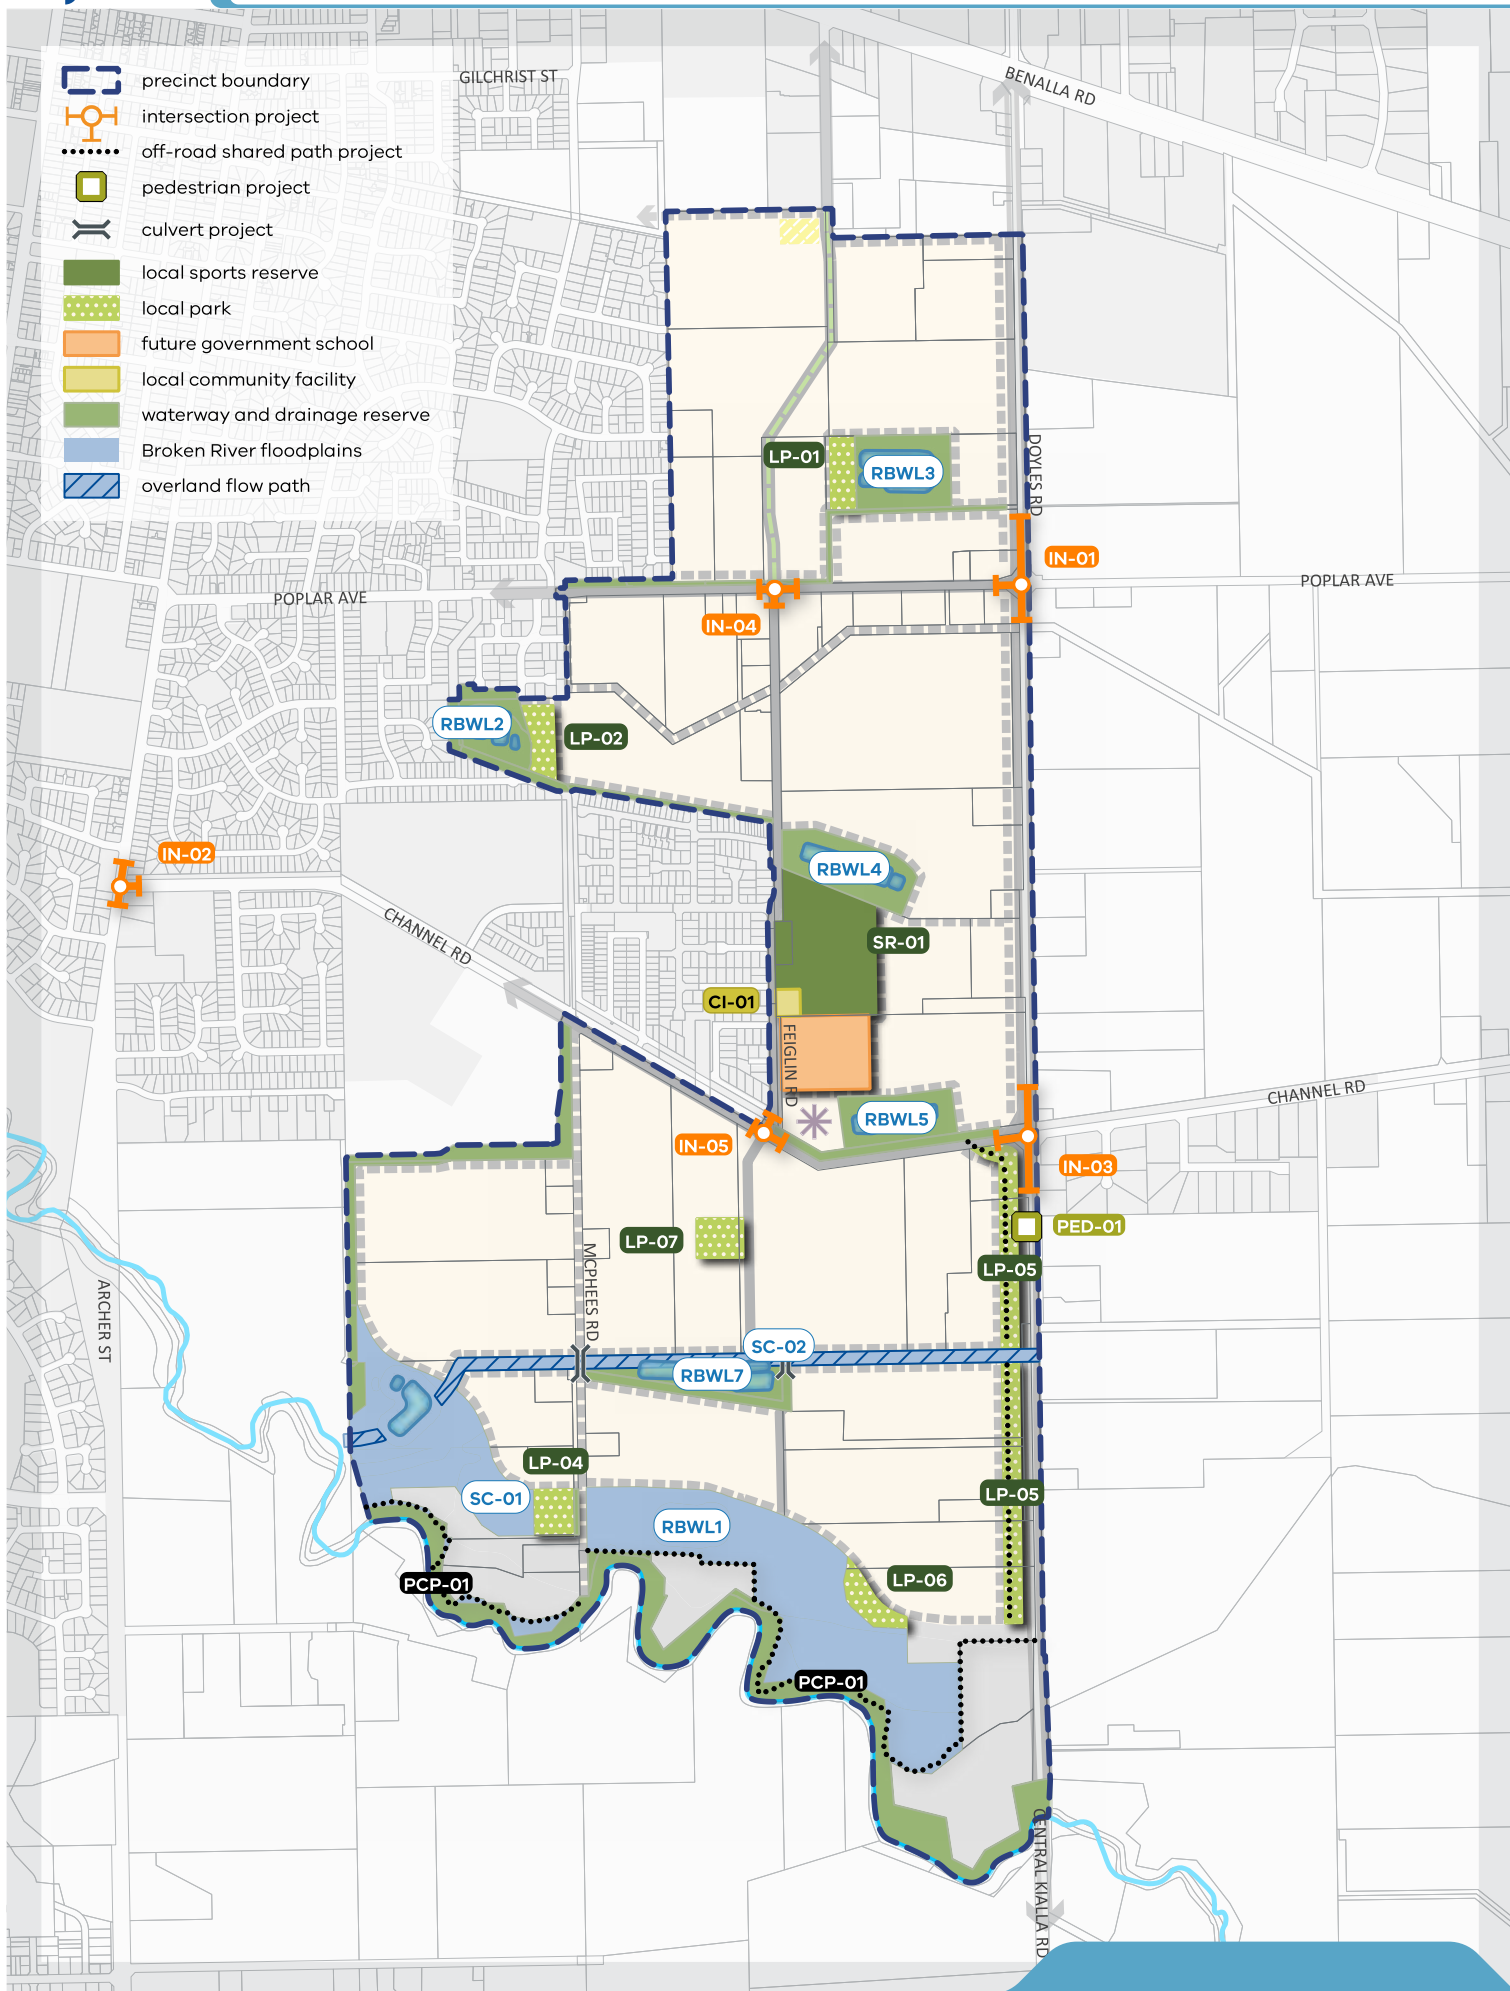 GILCHRIST ST
BENALLA RD
precinct boundary
intersection project
off-road shared path project
pedestrian project
culvert project
local sports reserve
local park
future government school
local community facility
waterway and drainage reserve
Broken River floodplains
overland flow path
LP-01
RBWL3
DOYLES RD
IN-01
POPLAR AVE
POPLAR AVE
IN-04
RBWL2
LP-02
IN-02
RBWL4
CHANNEL RD
SR-01
CI-01
FEIGLIN RD
CHANNEL RD
RBWL5
IN-05
IN-03
PED-01
LP-07
LP-05
MCPHEES RD
ARCHER ST
SC-02
RBWL7
LP-04
SC-01
LP-05
RBWL1
PCP-01
LP-06
PCP-01
CENTRAL KIALLA RD